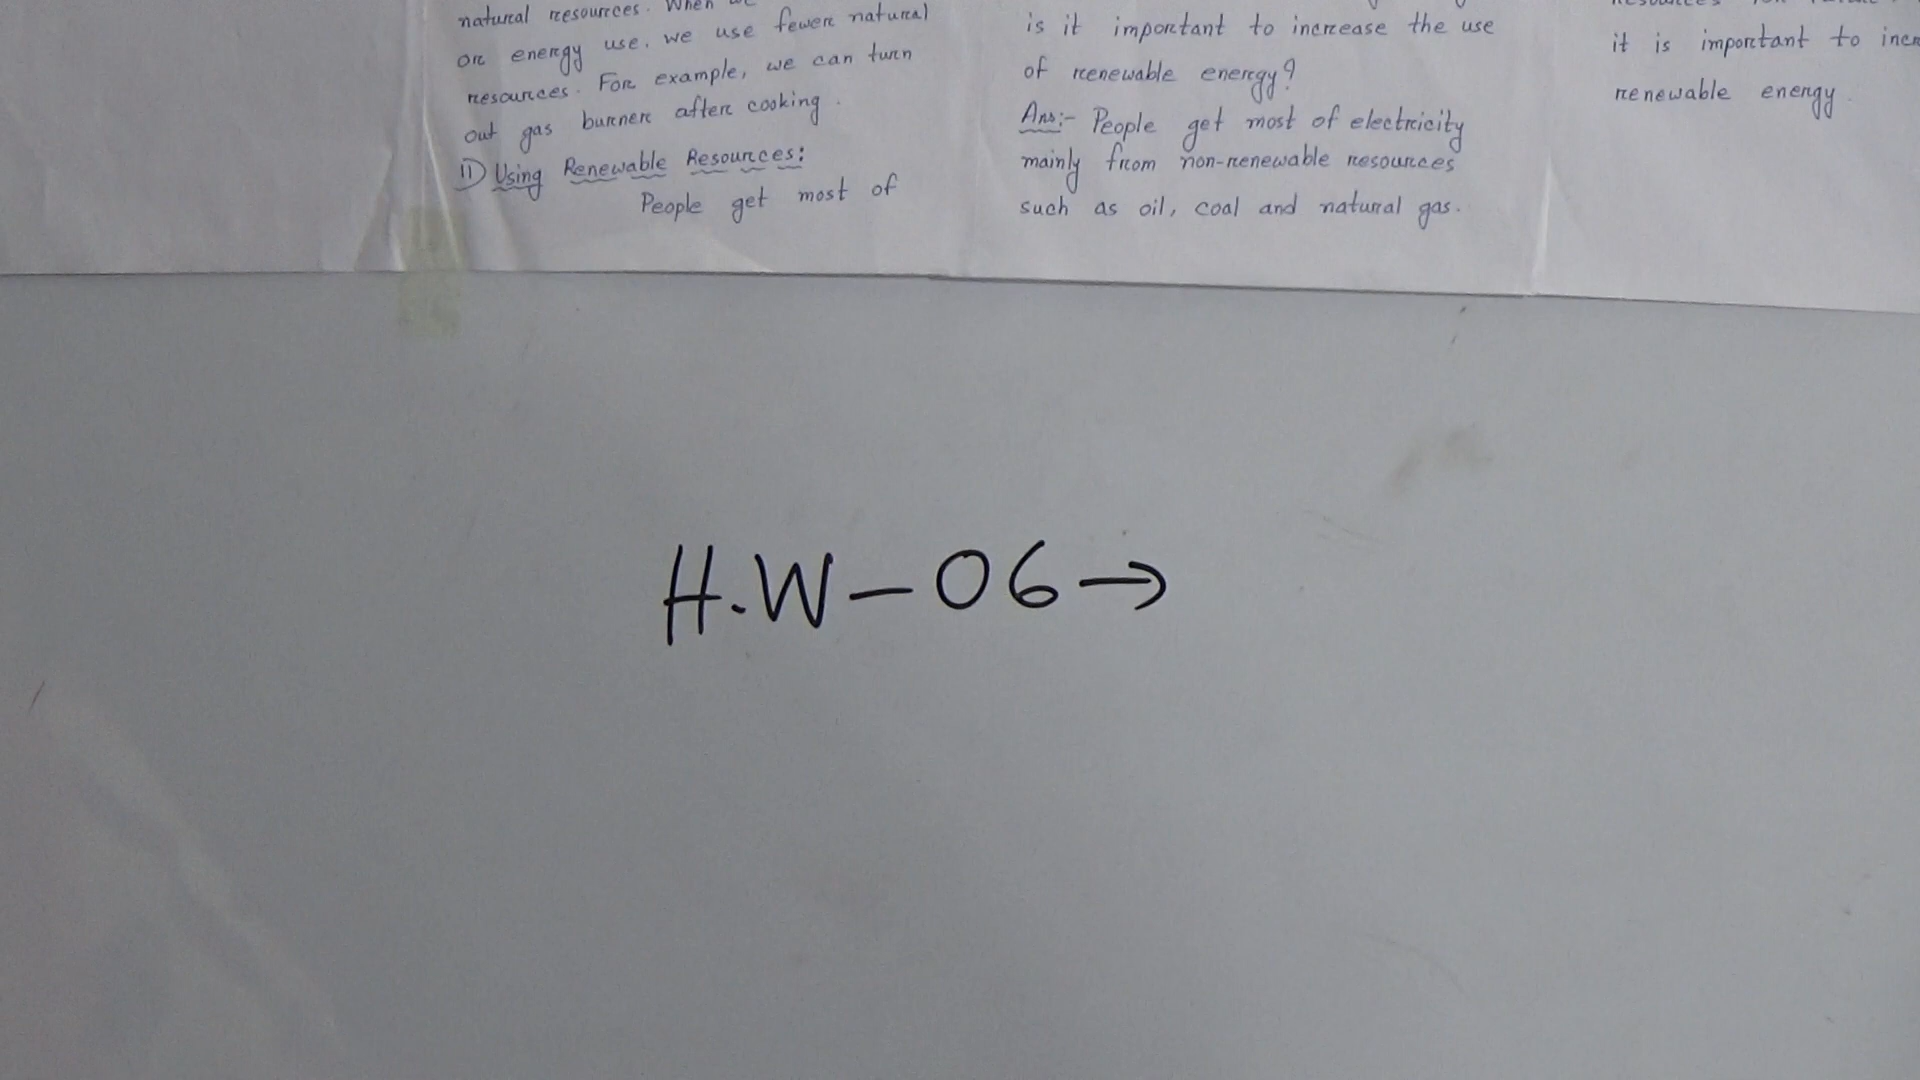 natural resources. When we
or energy use, we use fewer natural
resources. For example, we can turn
out gas burner after cooking.
11) Using Renewable Resources:
People get most of
is it important to increase the use
of renewable energy?
Ans:- People get most of electricity
mainly from non-renewable resources
such as oil, coal and natural gas.
it is important to incr
renewable energy.
H.W-06→